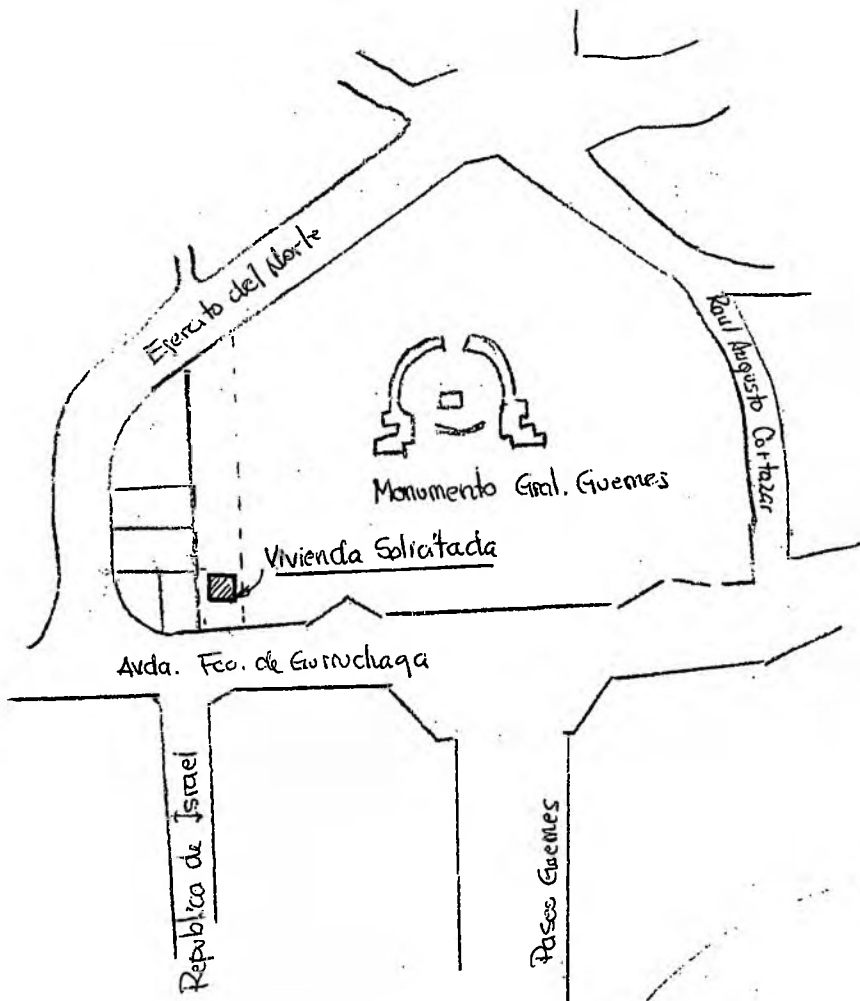 Ejercito del Norte
Raul Augusto Cortazar
Monumento Gral. Guemes
Vivienda Solicitada
Avda. Fco. de Gurruchaga
Republica de Israel
Paseo Guemes